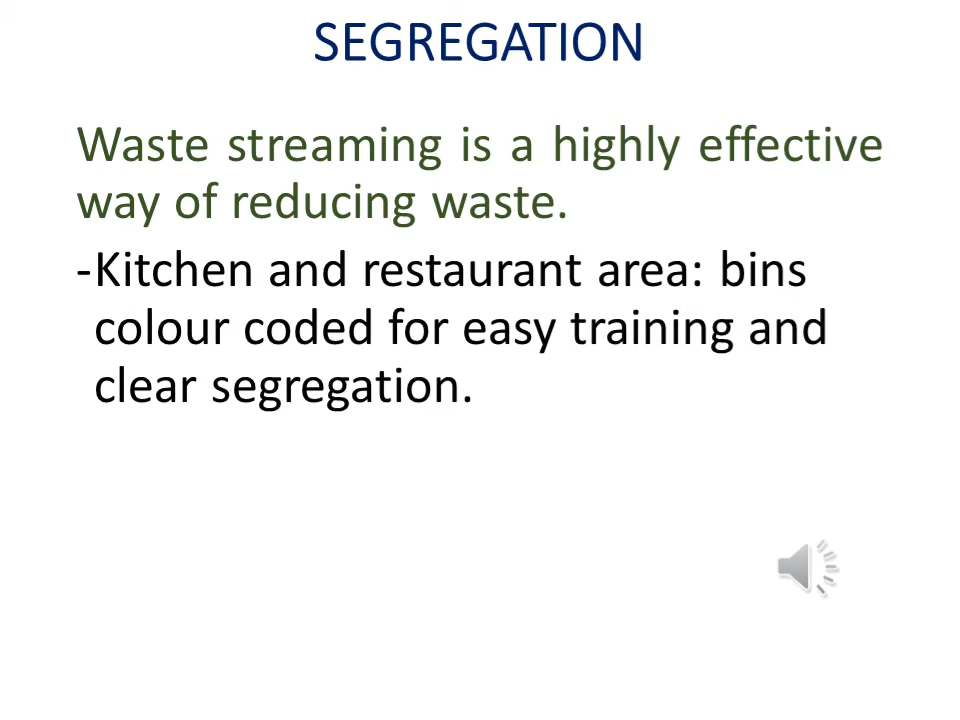 SEGREGATION
Waste streaming is a highly effective
way of reducing waste.
-Kitchen and restaurant area: bins
colour coded for easy training and
clear segregation.